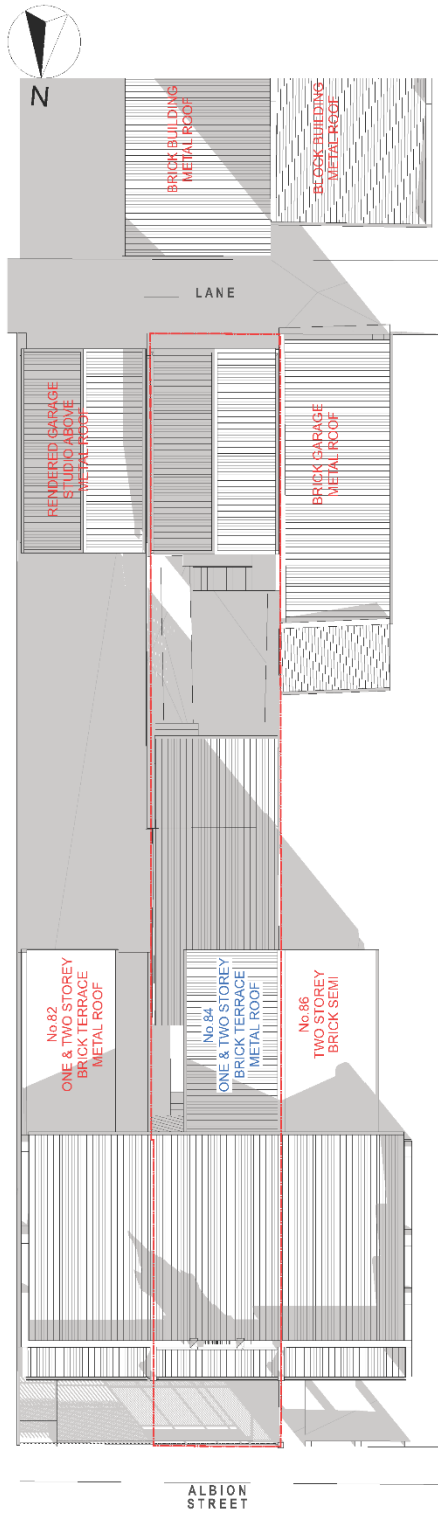 N
BRICK BUILDING
METAL ROOF
BLOCK BUILDING
METAL ROOF
LANE
RENDERED GARAGE
STUDIO ABOVE
METAL ROOF
BRICK GARAGE
METAL ROOF
No.82
ONE & TWO STOREY
BRICK TERRACE
METAL ROOF
No.84
ONE & TWO STOREY
BRICK TERRACE
METAL ROOF
No.86
TWO STOREY
BRICK SEMI
ALBION
STREET